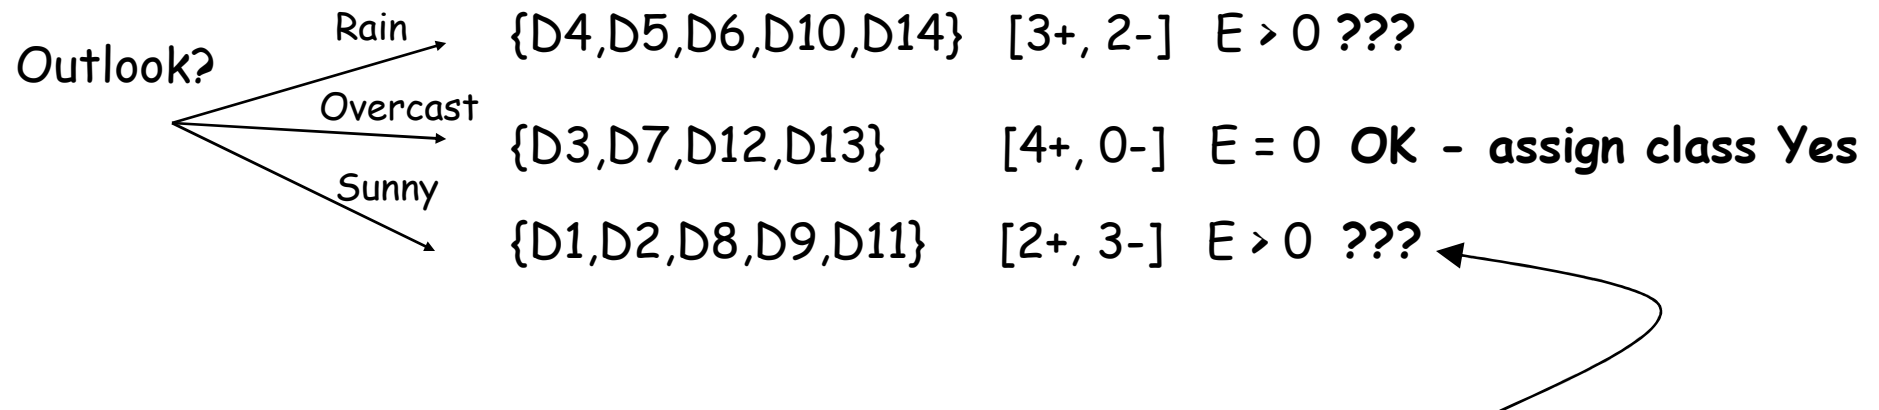 Outlook?
Rain
{D4,D5,D6,D10,D14} [3+, 2-] E > 0 ???
Overcast
{D3,D7,D12,D13} [4+, 0-] E = 0 OK - assign class Yes
Sunny
{D1,D2,D8,D9,D11} [2+, 3-] E > 0 ???